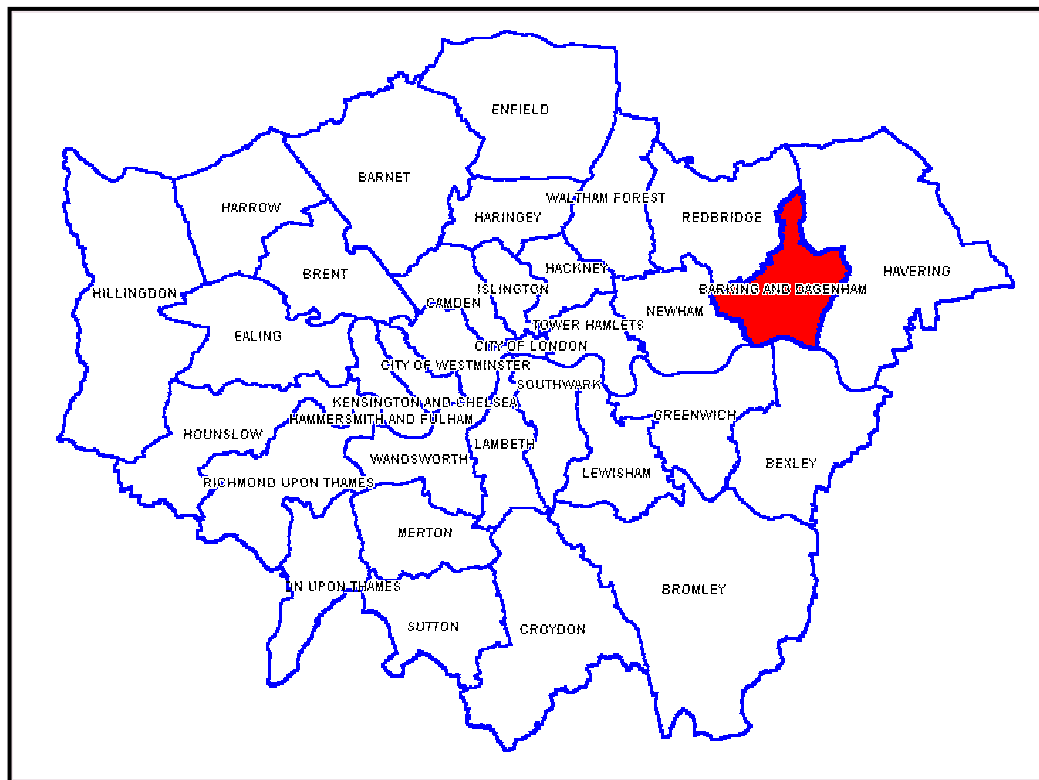 ENFIELD
BARNET
WALTHAM FOREST
HARROW
HARINGEY
REDBRIDGE
HACKNEY
HAVERING
BRENT
ISLINGTON
BARKING AND DAGENHAM
HILLINGDON
CAMDEN
NEWHAM
TOWER HAMLETS
EALING
CITY OF LONDON
CITY OF WESTMINSTER
SOUTHWARK
KENSINGTON AND CHELSEA
GREENWICH
HAMMERSMITH AND FULHAM
HOUNSLOW
LAMBETH
WANDSWORTH
BEXLEY
LEWISHAM
RICHMOND UPON THAMES
MERTON
ON UPON THAMES
BROMLEY
SUTTON
CROYDON